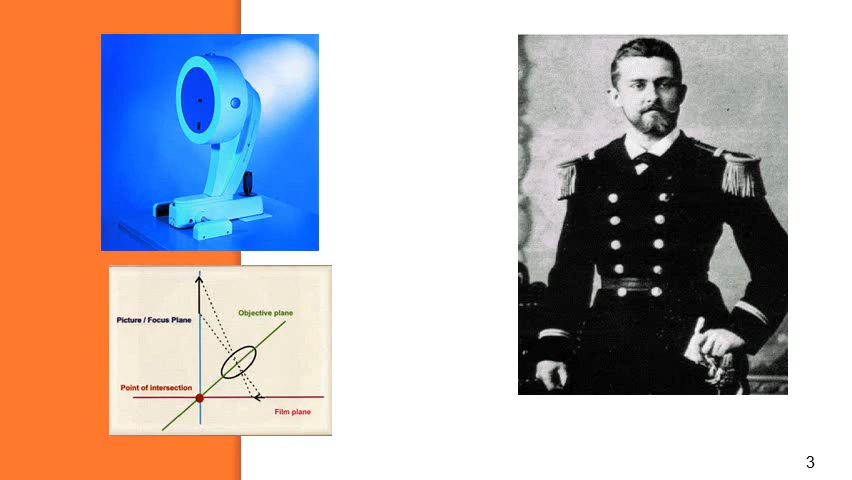 Objective plane
Picture / Focus Plane
Point of intersection
Film plane
3